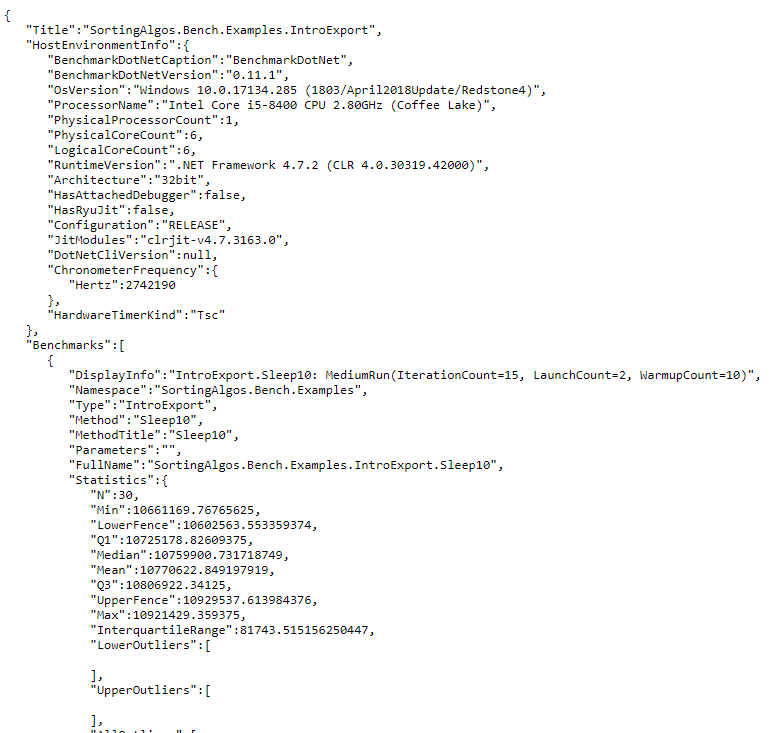 {
"Title":"SortingAlgos.Bench.Examples.IntroExport",
"HostEnvironmentInfo":{
"BenchmarkDotNetCaption":"BenchmarkDotNet",
"BenchmarkDotNetVersion":"0.11.1",
"OsVersion":"Windows 10.0.17134.285 (1803/April2018Update/Redstone4)",
"ProcessorName":"Intel Core i5-8400 CPU 2.80GHz (Coffee Lake)",
"PhysicalProcessorCount":1,
"PhysicalCoreCount":6,
"LogicalCoreCount":6,
"RuntimeVersion":".NET Framework 4.7.2 (CLR 4.0.30319.42000)",
"Architecture":"32bit",
"HasAttachedDebugger":false,
"HasRyuJit":false,
"Configuration":"RELEASE",
"JitModules":"clrjit-v4.7.3163.0",
"DotNetCliVersion":null,
"ChronometerFrequency":{
"Hertz":2742190
},
"HardwareTimerKind":"Tsc"
},
"Benchmarks":[
{
"DisplayInfo":"IntroExport.Sleep10: MediumRun(IterationCount=15, LaunchCount=2, WarmupCount=10)",
"Namespace":"SortingAlgos.Bench.Examples",
"Type":"IntroExport",
"Method":"Sleep10",
"MethodTitle":"Sleep10",
"Parameters":"",
"FullName":"SortingAlgos.Bench.Examples.IntroExport.Sleep10",
"Statistics":{
"N":30,
"Min":10661169.76765625,
"LowerFence":10602563.553359374,
"Q1":10725178.82609375,
"Median":10759900.731718749,
"Mean":10770622.849197919,
"Q3":10806922.34125,
"UpperFence":10929537.613984376,
"Max":10921429.359375,
"InterquartileRange":81743.515156250447,
"LowerOutliers":[
],
"UpperOutliers":[
],